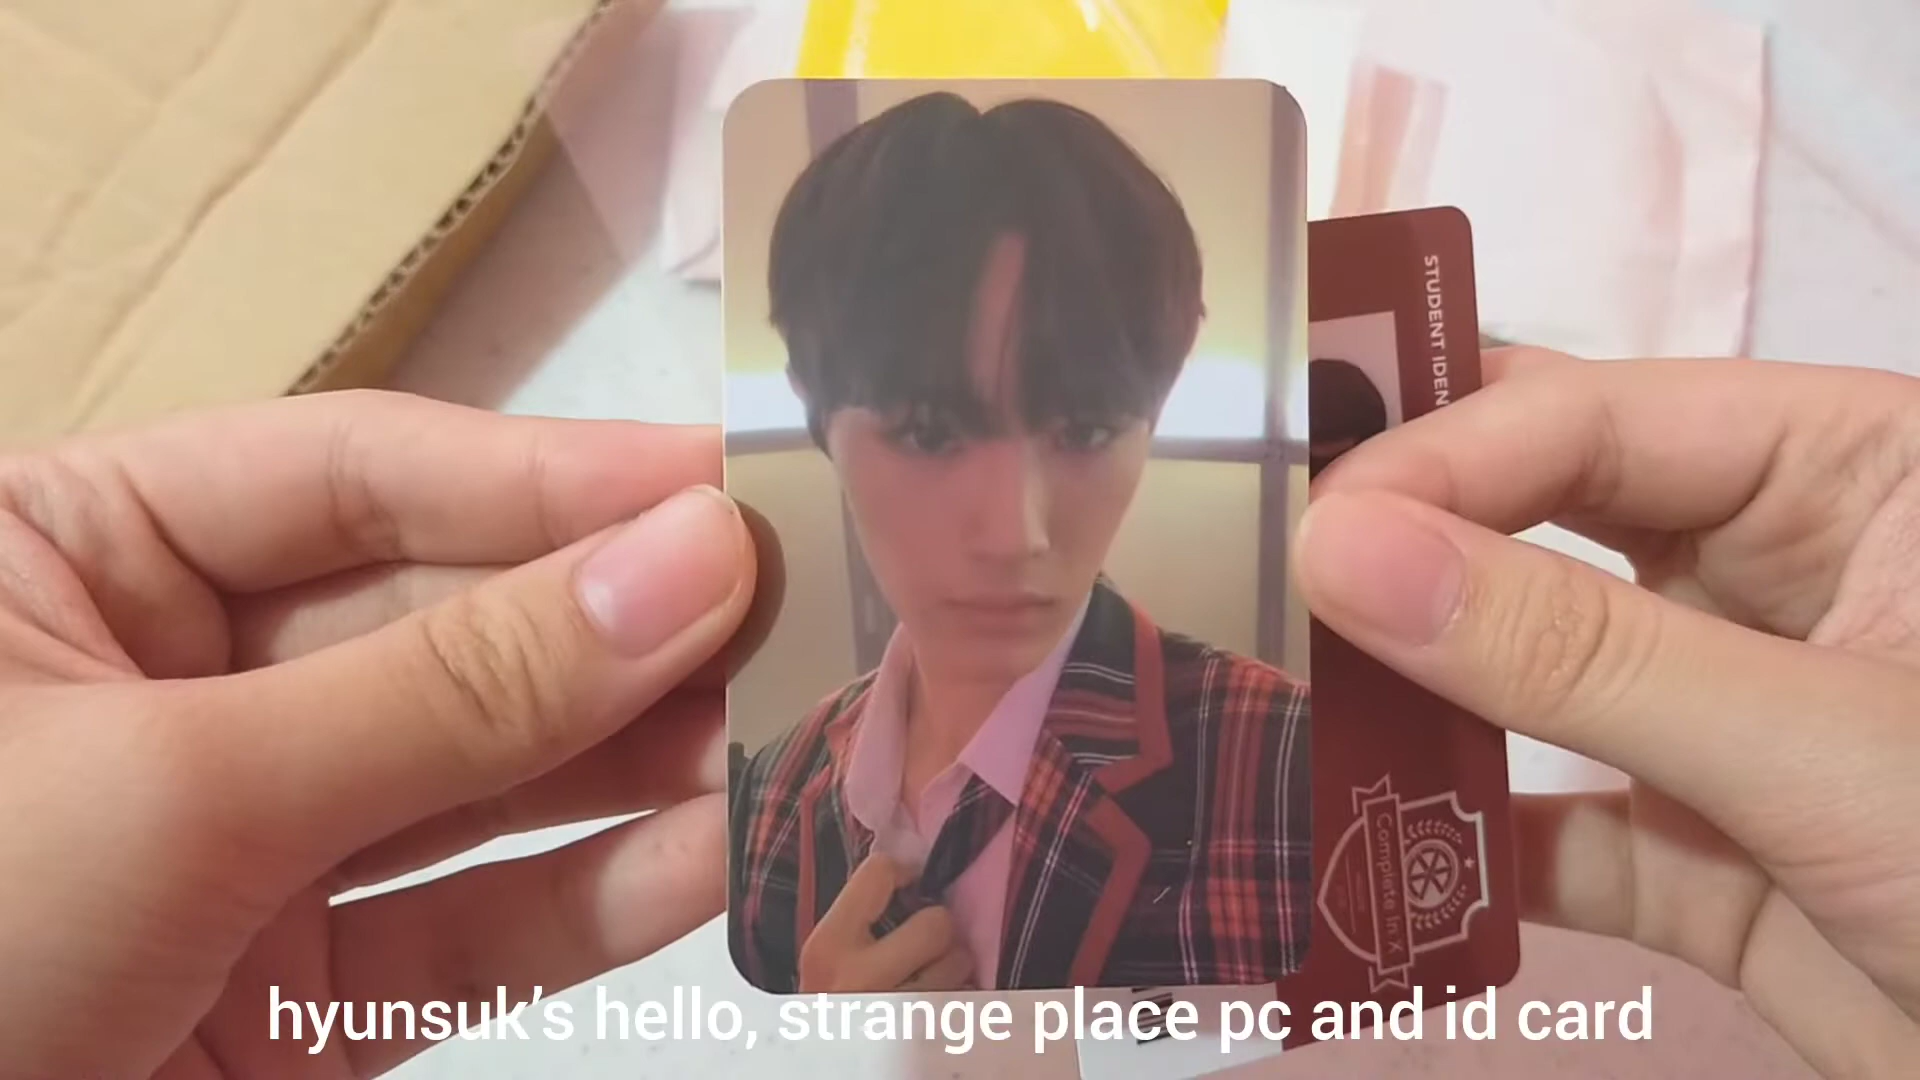 STUDENT IDEN
Complete In X
hyunsuk’s hello, strange place pc and id card